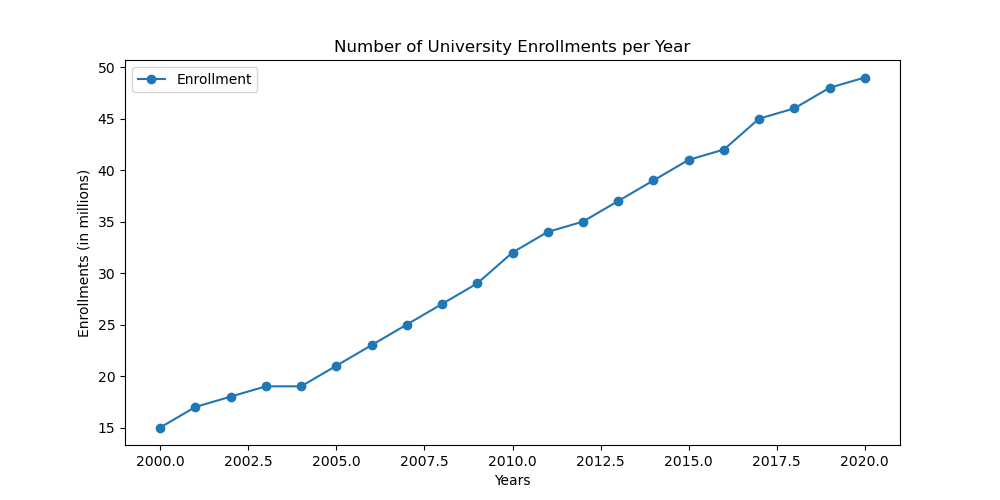 Number of University Enrollments per Year
Enrollment
Enrollments (in millions)
50
45
40
35
30
25
20
15
2000.0 2002.5 2005.0 2007.5 2010.0 2012.5 2015.0 2017.5 2020.0
Years